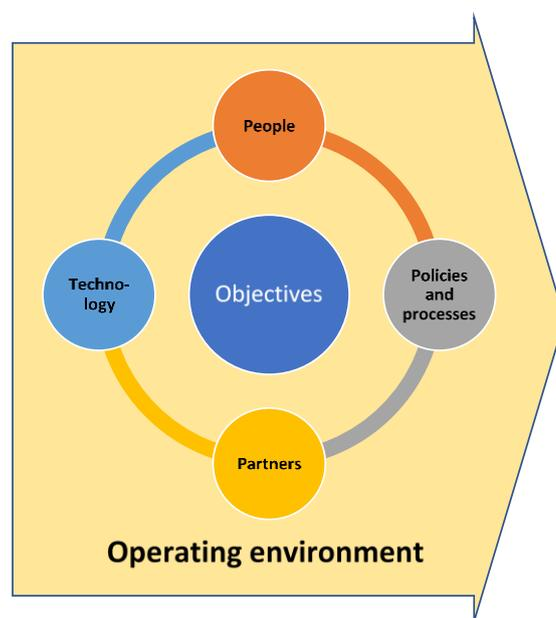 People
Techno-
logy
Objectives
Policies
and
processes
Partners
Operating environment